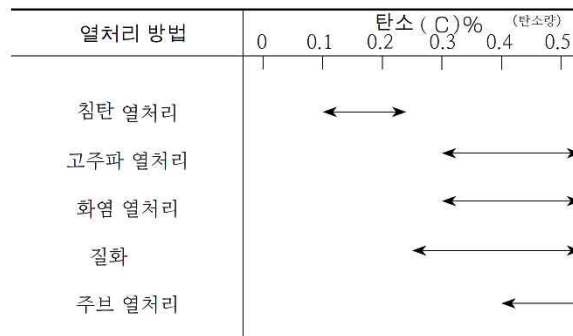 열처리 방법
탄소 ( C)% (탄소량)
0 0.1 0.2 0.3 0.4 0.5
침탄 열처리
고주파 열처리
화염 열처리
질화
주브 열처리